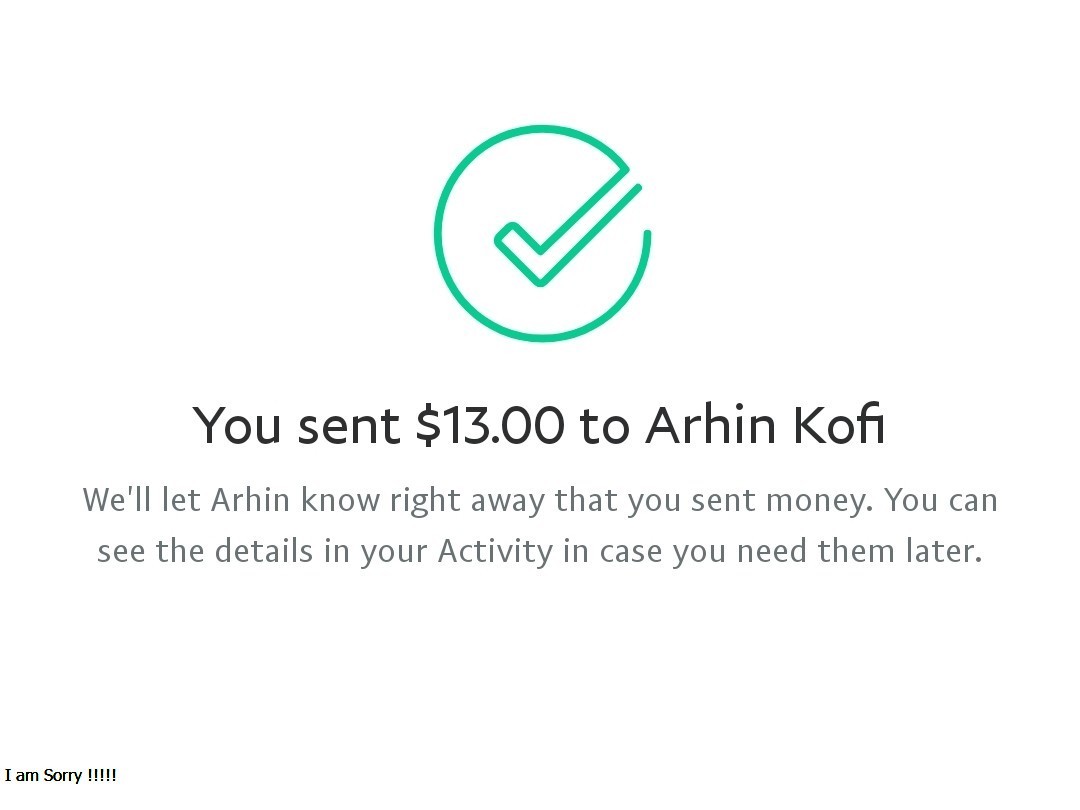 You sent $13.00 to Arhin Kofi
We'll let Arhin know right away that you sent money. You can
see the details in your Activity in case you need them later.
I am Sorry !!!!!